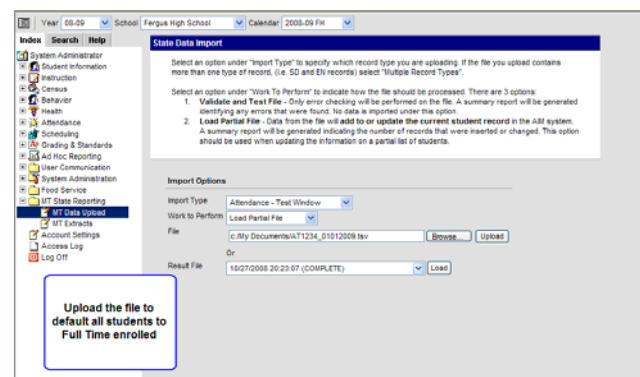 Year 08-09 School Fergus High School Calendar 2008-09 FH
Index Search Help
System Administrator
Student Information
Instruction
Census
Behavior
Health
Attendance
Scheduling
Grading & Standards
Ad Hoc Reporting
User Communication
System Administration
Food Service
MT State Reporting
MT Data Upload
MT Extracts
Account Settings
Access Log
Log Off
State Data Import
Select an option under "Import Type" to specify which record type you are uploading. If the file you upload contains
more than one type of record, (i.e. SD and EN records) select "Multiple Record Types".
Select an option under "Work To Perform" to indicate how the file should be processed. There are 3 options:
1. Validate and Test File - Only error checking will be performed on the file. A summary report will be generated
identifying any errors that were found. No data is imported under this option.
2. Load Partial File - Data from the file will add to or update the current student record in the AIM system.
A summary report will be generated indicating the number of records that were inserted or changed. This option
should be used when updating the information on a partial list of students.
Import Options
Import Type Attendance - Test Window
Work to Perform Load Partial File
File c:/My Documents/AT1234_01012009.tsv Browse... Upload
Or
Result File 10/27/2008 20:23:07 (COMPLETE) Load
Upload the file to
default all students to
Full Time enrolled